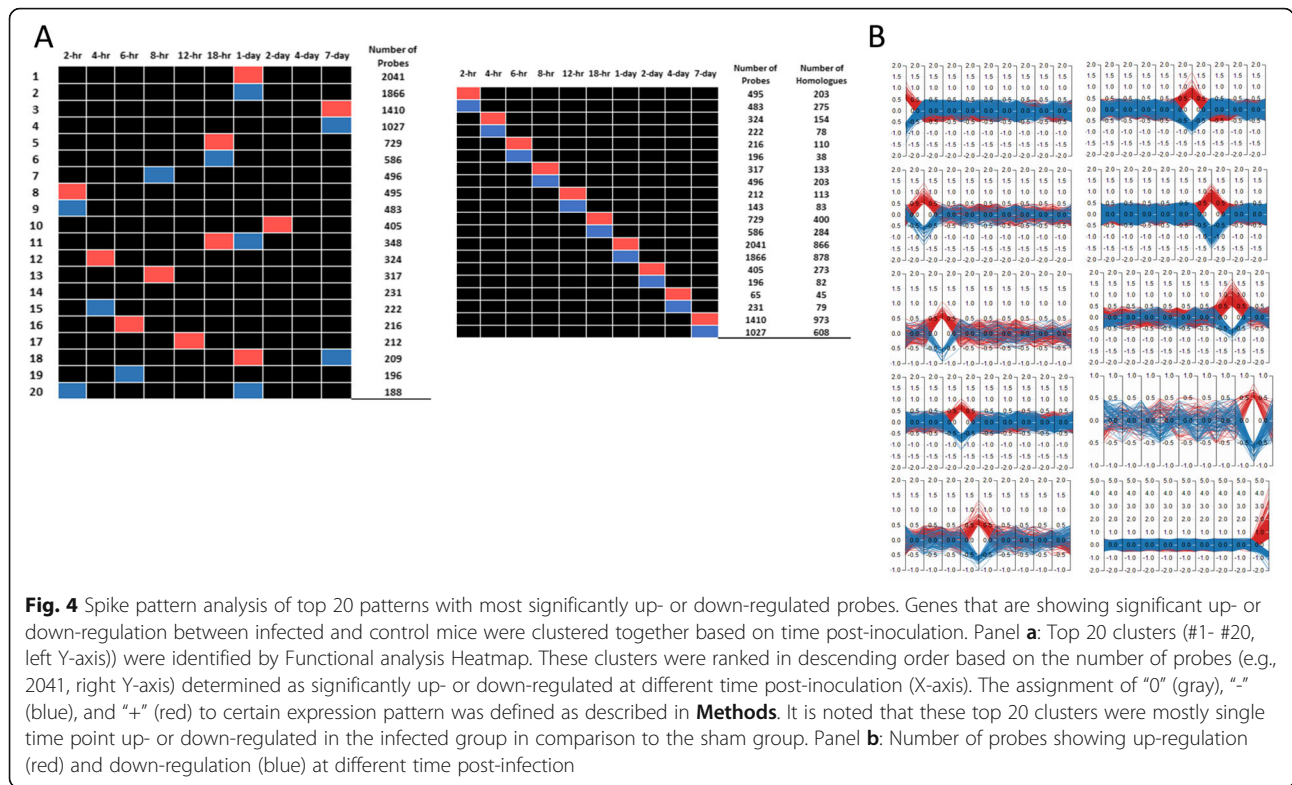 A
B
2-hr 4-hr 6-hr 8-hr 12-hr 18-hr 1-day 2-day 4-day 7-day
Number of Probes
1 2041
2 1866
3 1410
4 1027
5 729
6 586
7 496
8 495
9 483
10 405
11 348
12 324
13 317
14 231
15 222
16 216
17 212
18 209
19 196
20 188
2-hr 4-hr 6-hr 8-hr 12-hr 18-hr 1-day 2-day 4-day 7-day
Number of Probes
Number of Homologues
495 203
483 275
324 154
222 78
216 110
196 38
317 133
496 203
212 113
143 83
729 400
586 284
2041 866
1866 878
405 273
196 82
65 45
231 79
1410 973
1027 608
Fig. 4 Spike pattern analysis of top 20 patterns with most significantly up- or down-regulated probes. Genes that are showing significant up- or
down-regulation between infected and control mice were clustered together based on time post-inoculation. Panel a: Top 20 clusters (#1- #20,
left Y-axis)) were identified by Functional analysis Heatmap. These clusters were ranked in descending order based on the number of probes (e.g.,
2041, right Y-axis) determined as significantly up- or down-regulated at different time post-inoculation (X-axis). The assignment of "0" (gray), "-"
(blue), and "+" (red) to certain expression pattern was defined as described in Methods. It is noted that these top 20 clusters were mostly single
time point up- or down-regulated in the infected group in comparison to the sham group. Panel b: Number of probes showing up-regulation
(red) and down-regulation (blue) at different time post-infection